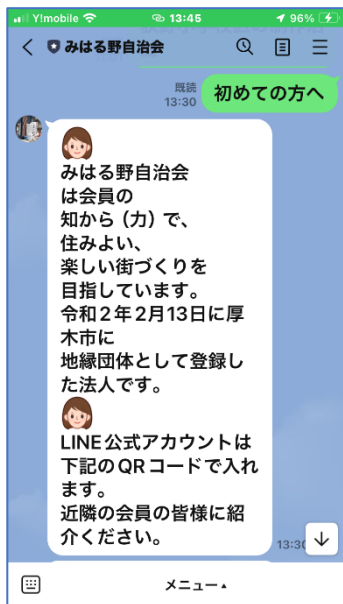 Y!mobile 13:45 96%
みはる野自治会
既読
13:30
初めての方へ
みはる野自治会
は会員の
知から（力）で、
住みよい、
楽しい街づくりを
目指しています。
令和2年2月13日に厚
木市に
地縁団体として登録し
た法人です。
LINE公式アカウントは
下記のQRコードで入れ
ます。
近隣の会員の皆様に紹
介ください。
13:30
メニュー▲